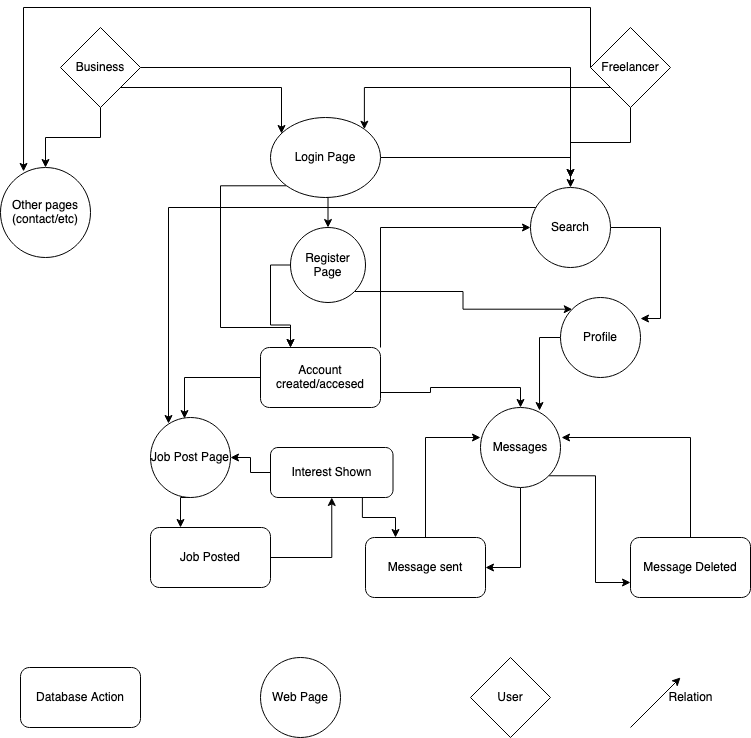 Business
Freelancer
Login Page
Other pages
(contact/etc)
Search
Register
Page
Profile
Account
created/accesed
Job Post Page
Interest Shown
Messages
Job Posted
Message sent
Message Deleted
Database Action
Web Page
User
Relation